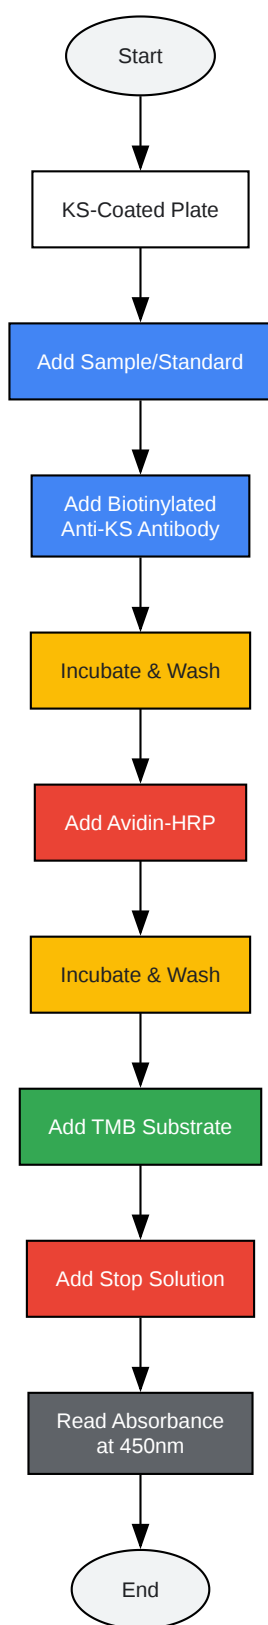 Start
KS-Coated Plate
Add Sample/Standard
Add Biotinylated
Anti-KS Antibody
Incubate & Wash
Add Avidin-HRP
Incubate & Wash
Add TMB Substrate
Add Stop Solution
Read Absorbance
at 450nm
End